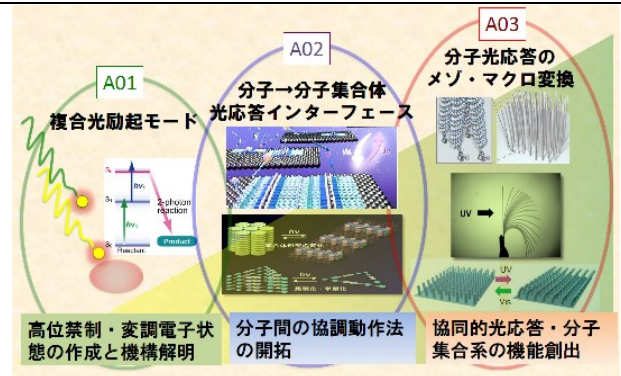 A01
複合光励起モード
hν₂
hν₁
2-photon
reaction
Product
Reactant
高位禁制・変調電子状
態の作成と機構解明
A02
分子→分子集合体
光応答インターフェース
hν
hν
分子間の協調動作法
の開拓
A03
分子光応答の
メゾ・マクロ変換
UV
UV
Vis
協同的光応答・分子
集合系の機能創出